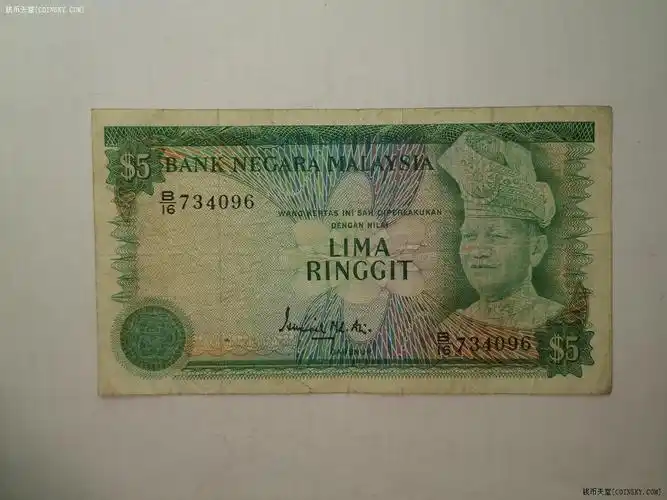 钱币天堂[COINSKY.COM]
$5
BANK NEGARA MALAYSIA
B/16 734096
WANG KERTAS INI SAH DIPERLAKUKAN
DENGAN NILAI
LIMA
RINGGIT
B/16 734096
$5
钱币天堂[COINSKY.COM]